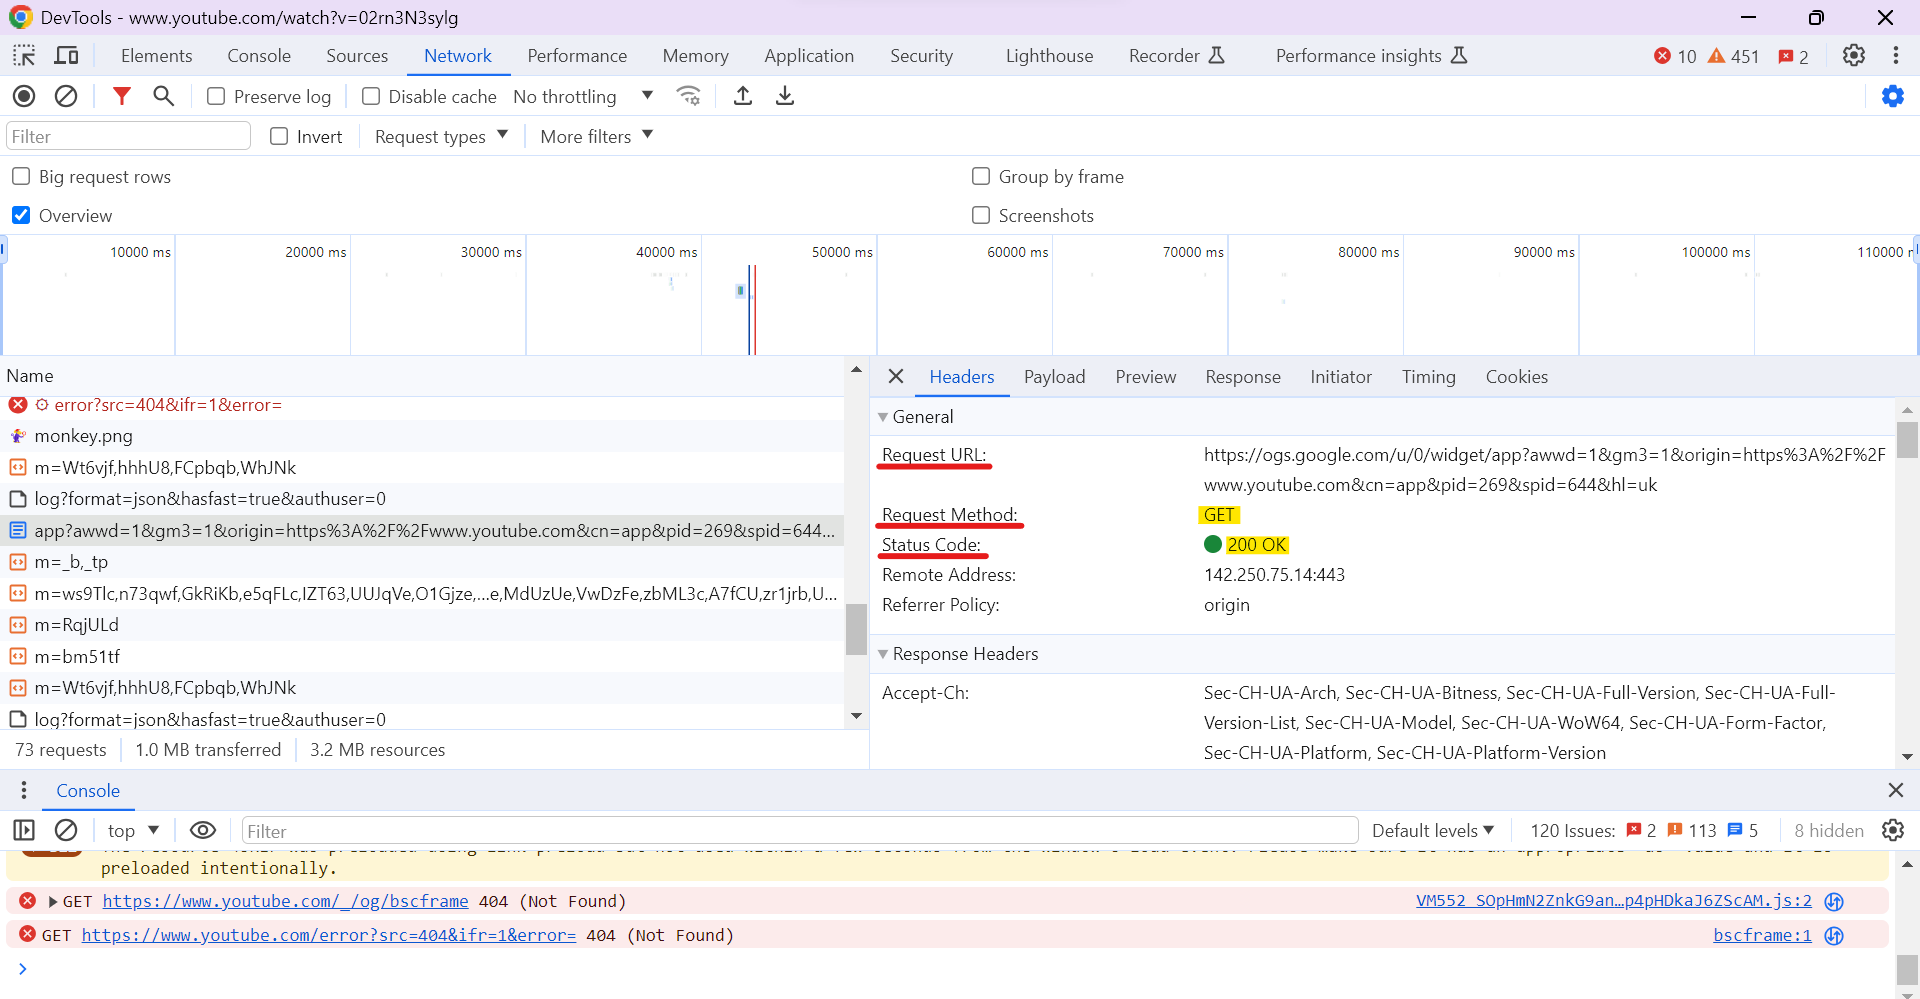 DevTools - www.youtube.com/watch?v=02rn3N3sylg
Elements Console Sources Network Performance Memory Application Security Lighthouse Recorder Performance insights 10 451 2
Preserve log Disable cache No throttling
Filter Invert Request types More filters
Big request rows Group by frame
Overview Screenshots
10000 ms 20000 ms 30000 ms 40000 ms 50000 ms 60000 ms 70000 ms 80000 ms 90000 ms 100000 ms 110000
Name
error?src=404&ifr=1&error=
monkey.png
m=Wt6vjf,hhhU8,FCpbqb,WhJNk
log?format=json&hasfast=true&authuser=0
app?awwd=1&gm3=1&origin=https%3A%2F%2Fwww.youtube.com&cn=app&pid=269&spid=644...
m=_b,_tp
m=ws9Tlc,n73qwf,GkRiKb,e5qFLc,IZT63,UUJqVe,O1Gjze,...e,MdUzUe,VwDzFe,zbML3c,A7fCU,zr1jrb,U...
m=RqjULd
m=bm51tf
m=Wt6vjf,hhhU8,FCpbqb,WhJNk
log?format=json&hasfast=true&authuser=0
73 requests 1.0 MB transferred 3.2 MB resources
Headers Payload Preview Response Initiator Timing Cookies
General
Request URL: https://ogs.google.com/u/0/widget/app?awwd=1&gm3=1&origin=https%3A%2F%2F
www.youtube.com&cn=app&pid=269&spid=644&hl=uk
Request Method: GET
Status Code: 200 OK
Remote Address: 142.250.75.14:443
Referrer Policy: origin
Response Headers
Accept-Ch: Sec-CH-UA-Arch, Sec-CH-UA-Bitness, Sec-CH-UA-Full-Version, Sec-CH-UA-Full-
Version-List, Sec-CH-UA-Model, Sec-CH-UA-WoW64, Sec-CH-UA-Form-Factor,
Sec-CH-UA-Platform, Sec-CH-UA-Platform-Version
Console
top Filter Default levels 120 Issues: 2 113 5 8 hidden
preloaded intentionally.
GET https://www.youtube.com/_/og/bscframe 404 (Not Found) VM552 SOpHmN2ZnkG9an…p4pHDkaJ6ZScAM.js:2
GET https://www.youtube.com/error?src=404&ifr=1&error= 404 (Not Found) bscframe:1